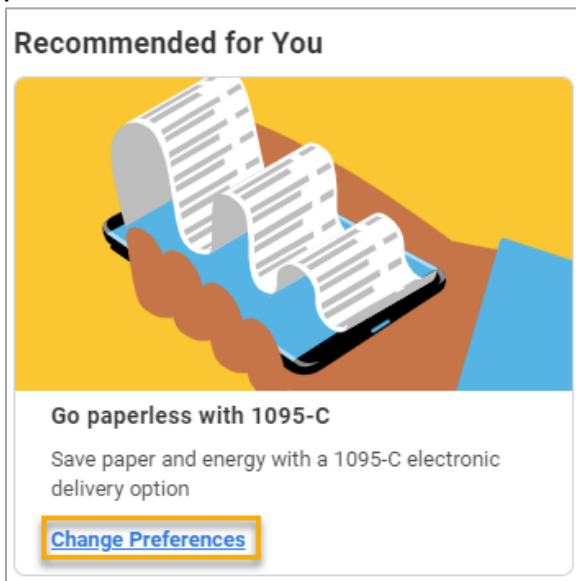 Recommended for You
Go paperless with 1095-C
Save paper and energy with a 1095-C electronic
delivery option
Change Preferences